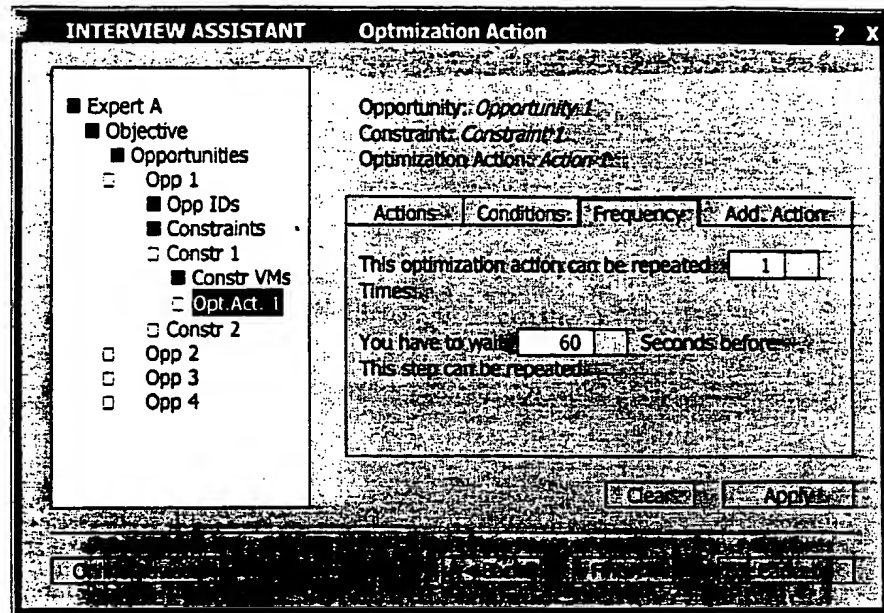 INTERVIEW ASSISTANT Optmization Action ? X
Expert A
Objective
Opportunities
Opp 1
Opp IDs
Constraints
Constr 1
Constr VMs
Opt.Act. 1
Constr 2
Opp 2
Opp 3
Opp 4
Opportunity: Opportunity 1
Constraint: Constraint 1
Optimization Action: Action 1
Actions Conditions Frequency Add. Action
This optimization action can be repeated 1
Times
You have to wait 60 Seconds before
This step can be repeated
Clear Apply